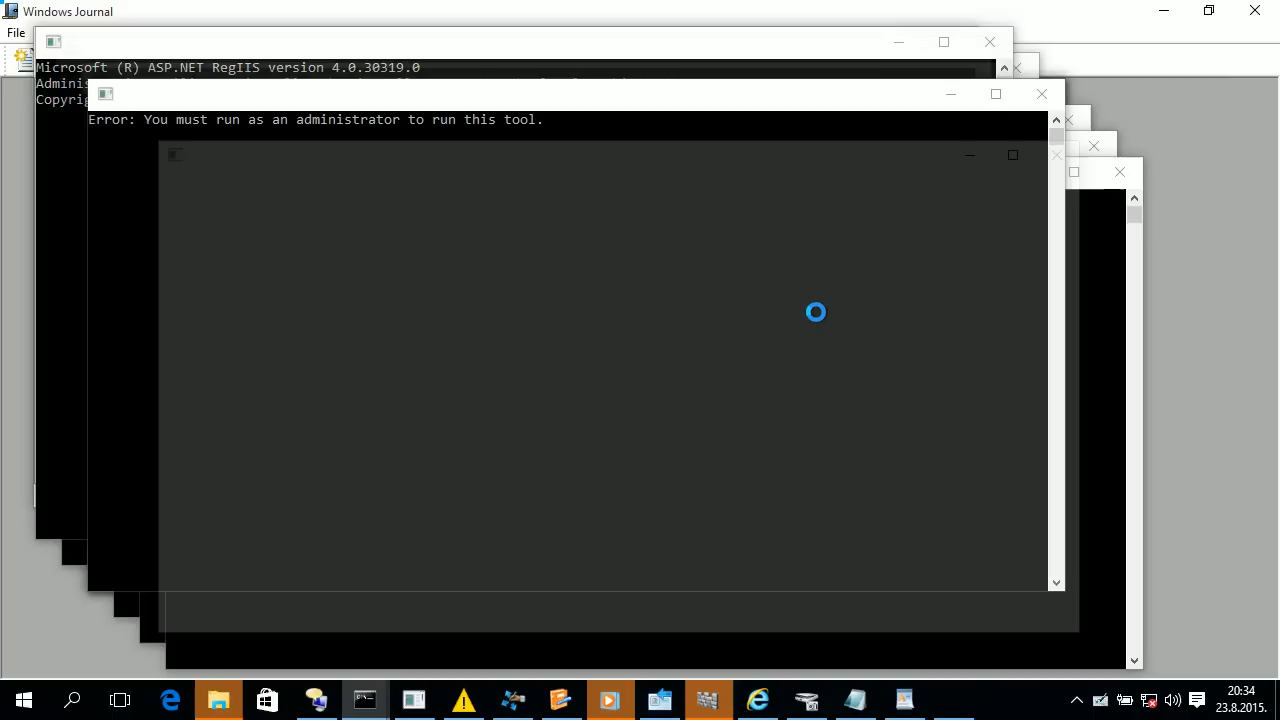 Windows Journal
File
Microsoft (R) ASP.NET RegIIS version 4.0.30319.0
Error: You must run as an administrator to run this tool.
23:34
23.8.2015.